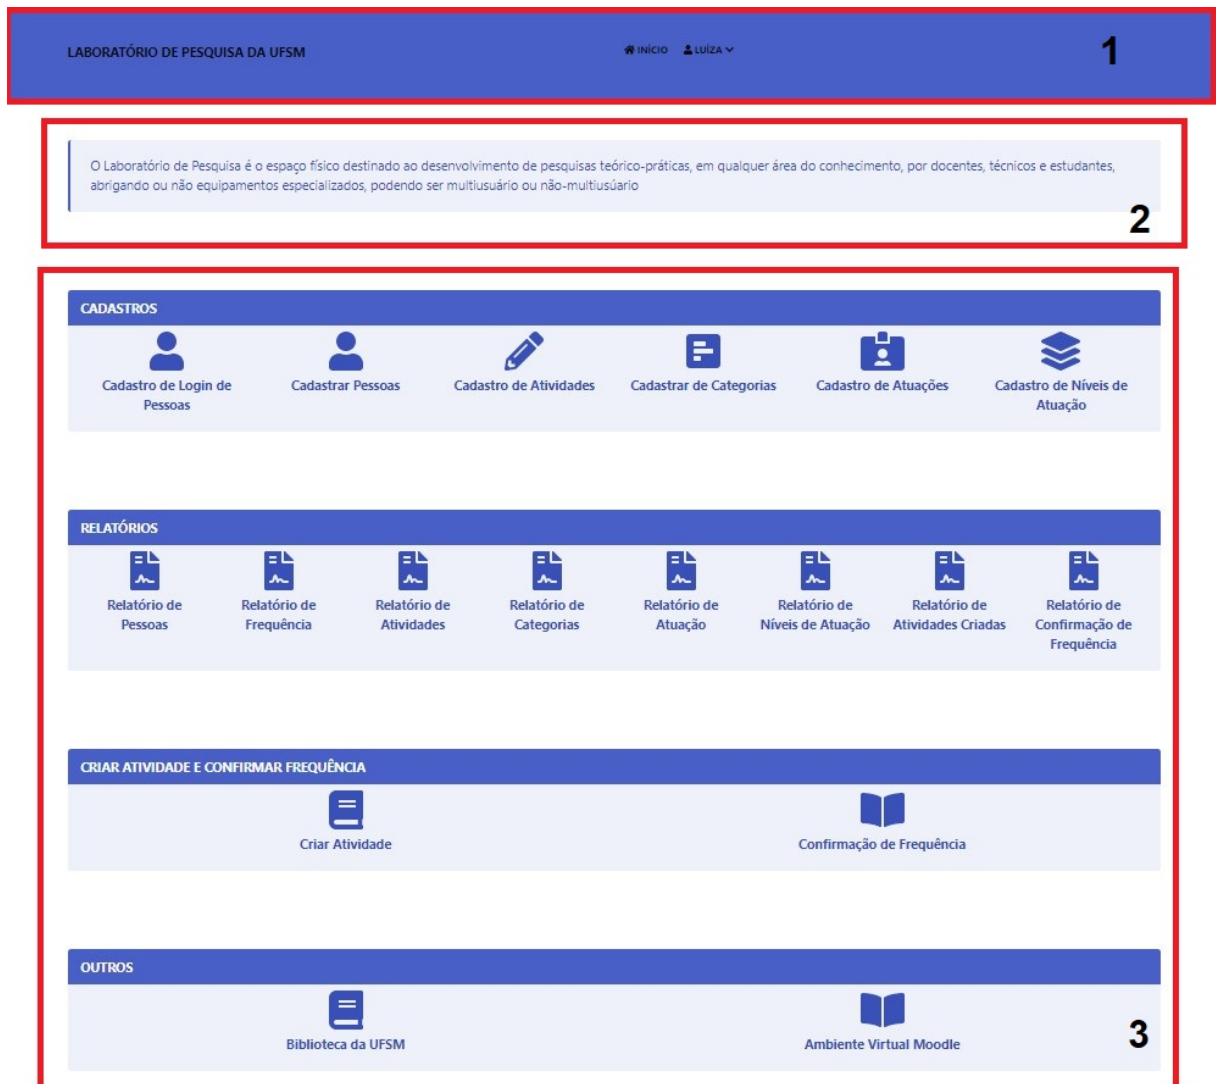 LABORATÓRIO DE PESQUISA DA UFSM
INÍCIO LUÍZA
1
O Laboratório de Pesquisa é o espaço físico destinado ao desenvolvimento de pesquisas teórico-práticas, em qualquer área do conhecimento, por docentes, técnicos e estudantes,
abrigando ou não equipamentos especializados, podendo ser multiusuário ou não-multiusúario
2
CADASTROS
Cadastro de Login de
Pessoas
Cadastrar Pessoas
Cadastro de Atividades
Cadastrar de Categorias
Cadastro de Atuações
Cadastro de Níveis de
Atuação
RELATÓRIOS
Relatório de
Pessoas
Relatório de
Frequência
Relatório de
Atividades
Relatório de
Categorias
Relatório de
Atuação
Relatório de
Níveis de Atuação
Relatório de
Atividades Criadas
Relatório de
Confirmação de
Frequência
CRIAR ATIVIDADE E CONFIRMAR FREQUÊNCIA
Criar Atividade
Confirmação de Frequência
OUTROS
Biblioteca da UFSM
Ambiente Virtual Moodle
3